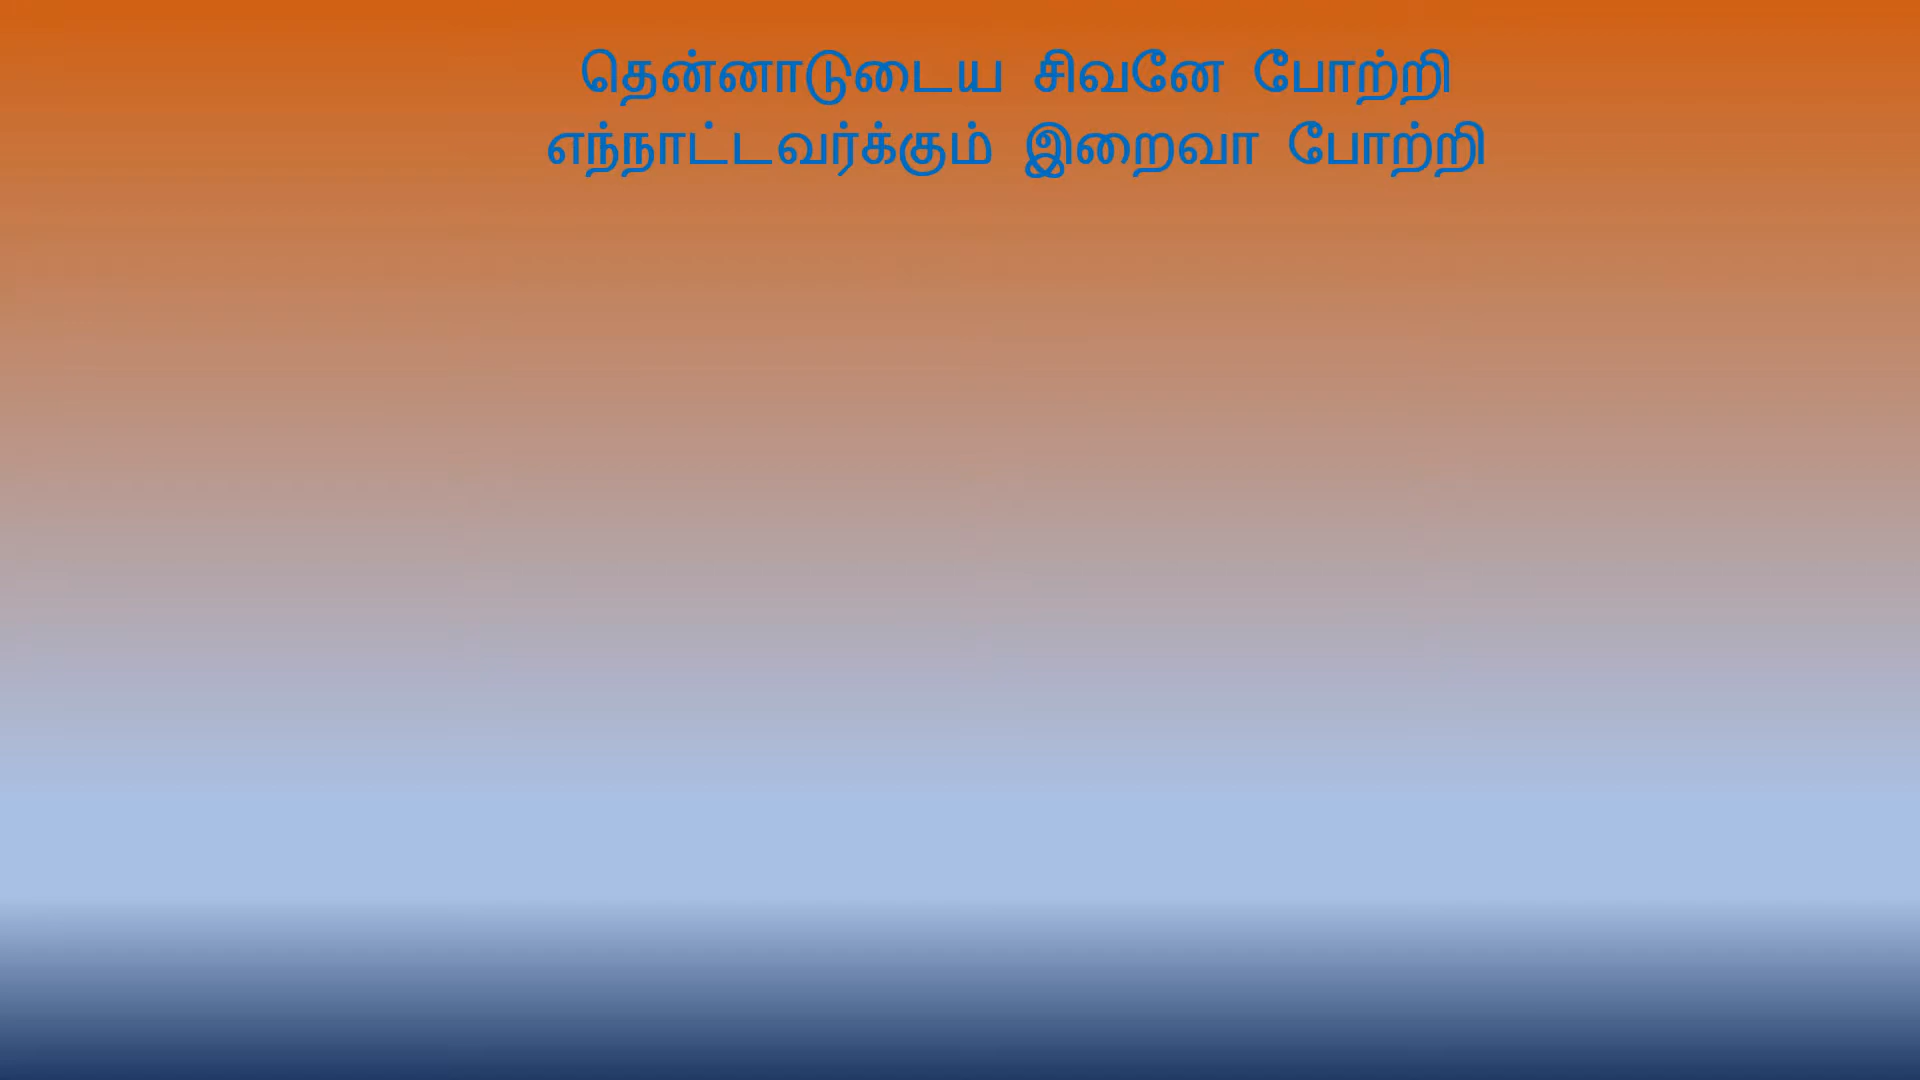 தென்னாடுடைய சிவனே போற்றி
எந்நாட்டவர்க்கும் இறைவா போற்றி